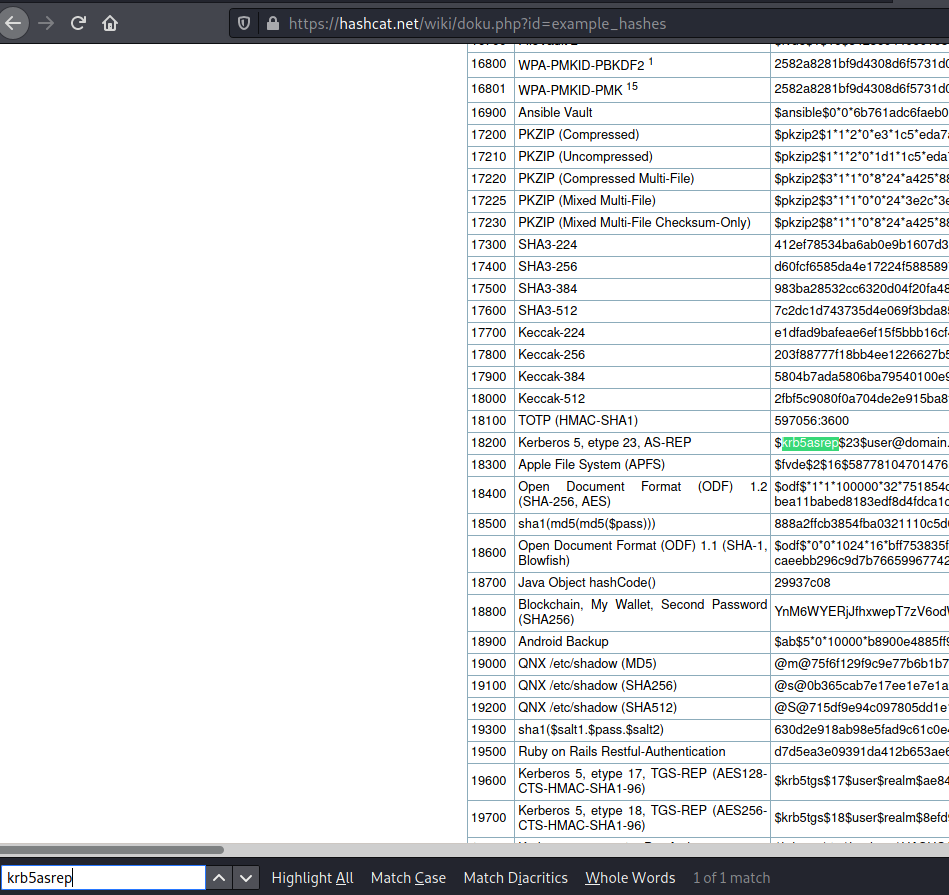 https://hashcat.net/wiki/doku.php?id=example_hashes
16800 WPA-PMKID-PBKDF2 1 2582a8281bf9d4308d6f5731d0
16801 WPA-PMKID-PMK 15 2582a8281bf9d4308d6f5731d0
16900 Ansible Vault $ansible$0*0*6b761adc6faeb0
17200 PKZIP (Compressed) $pkzip2$1*1*2*0*e3*1c5*eda7
17210 PKZIP (Uncompressed) $pkzip2$1*1*2*0*1d1*1c5*eda
17220 PKZIP (Compressed Multi-File) $pkzip2$3*1*1*0*8*24*a425*88
17225 PKZIP (Mixed Multi-File) $pkzip2$3*1*1*0*0*24*3e2c*3e
17230 PKZIP (Mixed Multi-File Checksum-Only) $pkzip2$8*1*1*0*8*24*a425*88
17300 SHA3-224 412ef78534ba6ab0e9b1607d3
17400 SHA3-256 d60fcf6585da4e17224f588589
17500 SHA3-384 983ba28532cc6320d04f20fa48
17600 SHA3-512 7c2dc1d743735d4e069f3bda85
17700 Keccak-224 e1dfad9bafeae6ef15f5bbb16cf
17800 Keccak-256 203f88777f18bb4ee1226627b5
17900 Keccak-384 5804b7ada5806ba79540100e9
18000 Keccak-512 2fbf5c9080f0a704de2e915ba8
18100 TOTP (HMAC-SHA1) 597056:3600
18200 Kerberos 5, etype 23, AS-REP $krb5asrep$23$user@domain.
18300 Apple File System (APFS) $fvde$2$16$58778104701476
18400 Open Document Format (ODF) 1.2 $odf$*1*1*100000*32*751854
(SHA-256, AES) bea11babed8183edf8d4fdca1c
18500 sha1(md5(md5($pass))) 888a2ffcb3854fba0321110c5d
18600 Open Document Format (ODF) 1.1 (SHA-1, $odf$*0*0*1024*16*bff753835f
Blowfish) caeebb296c9d7b76659967742
18700 Java Object hashCode() 29937c08
18800 Blockchain, My Wallet, Second Password YnM6WYERjJfhxwepT7zV6od
(SHA256)
18900 Android Backup $ab$5*0*10000*b8900e4885ff
19000 QNX /etc/shadow (MD5) @m@75f6f129f9c9e77b6b1b7
19100 QNX /etc/shadow (SHA256) @s@0b365cab7e17ee1e7e1a
19200 QNX /etc/shadow (SHA512) @S@715df9e94c097805dd1e
19300 sha1($salt1.$pass.$salt2) 630d2e918ab98e5fad9c61c0e
19500 Ruby on Rails Restful-Authentication d7d5ea3e09391da412b653ae
19600 Kerberos 5, etype 17, TGS-REP (AES128- $krb5tgs$17$user$realm$ae84
CTS-HMAC-SHA1-96)
19700 Kerberos 5, etype 18, TGS-REP (AES256- $krb5tgs$18$user$realm$8efd
CTS-HMAC-SHA1-96)
krb5asrep Highlight All Match Case Match Diacritics Whole Words 1 of 1 match